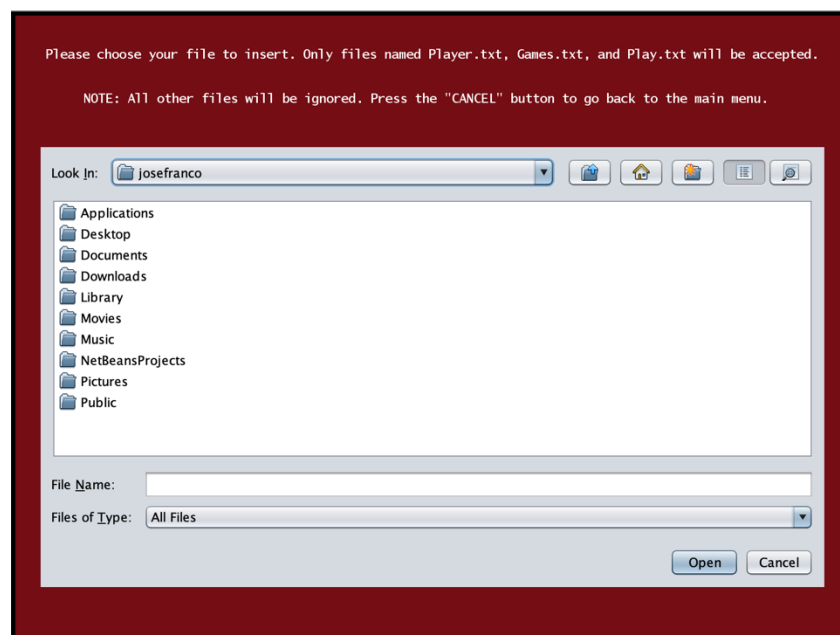 Please choose your file to insert. Only files named Player.txt, Games.txt, and Play.txt will be accepted.
NOTE: All other files will be ignored. Press the "CANCEL" button to go back to the main menu.
Look In: josefranco
Applications
Desktop
Documents
Downloads
Library
Movies
Music
NetBeansProjects
Pictures
Public
File Name:
Files of Type: All Files
Open Cancel